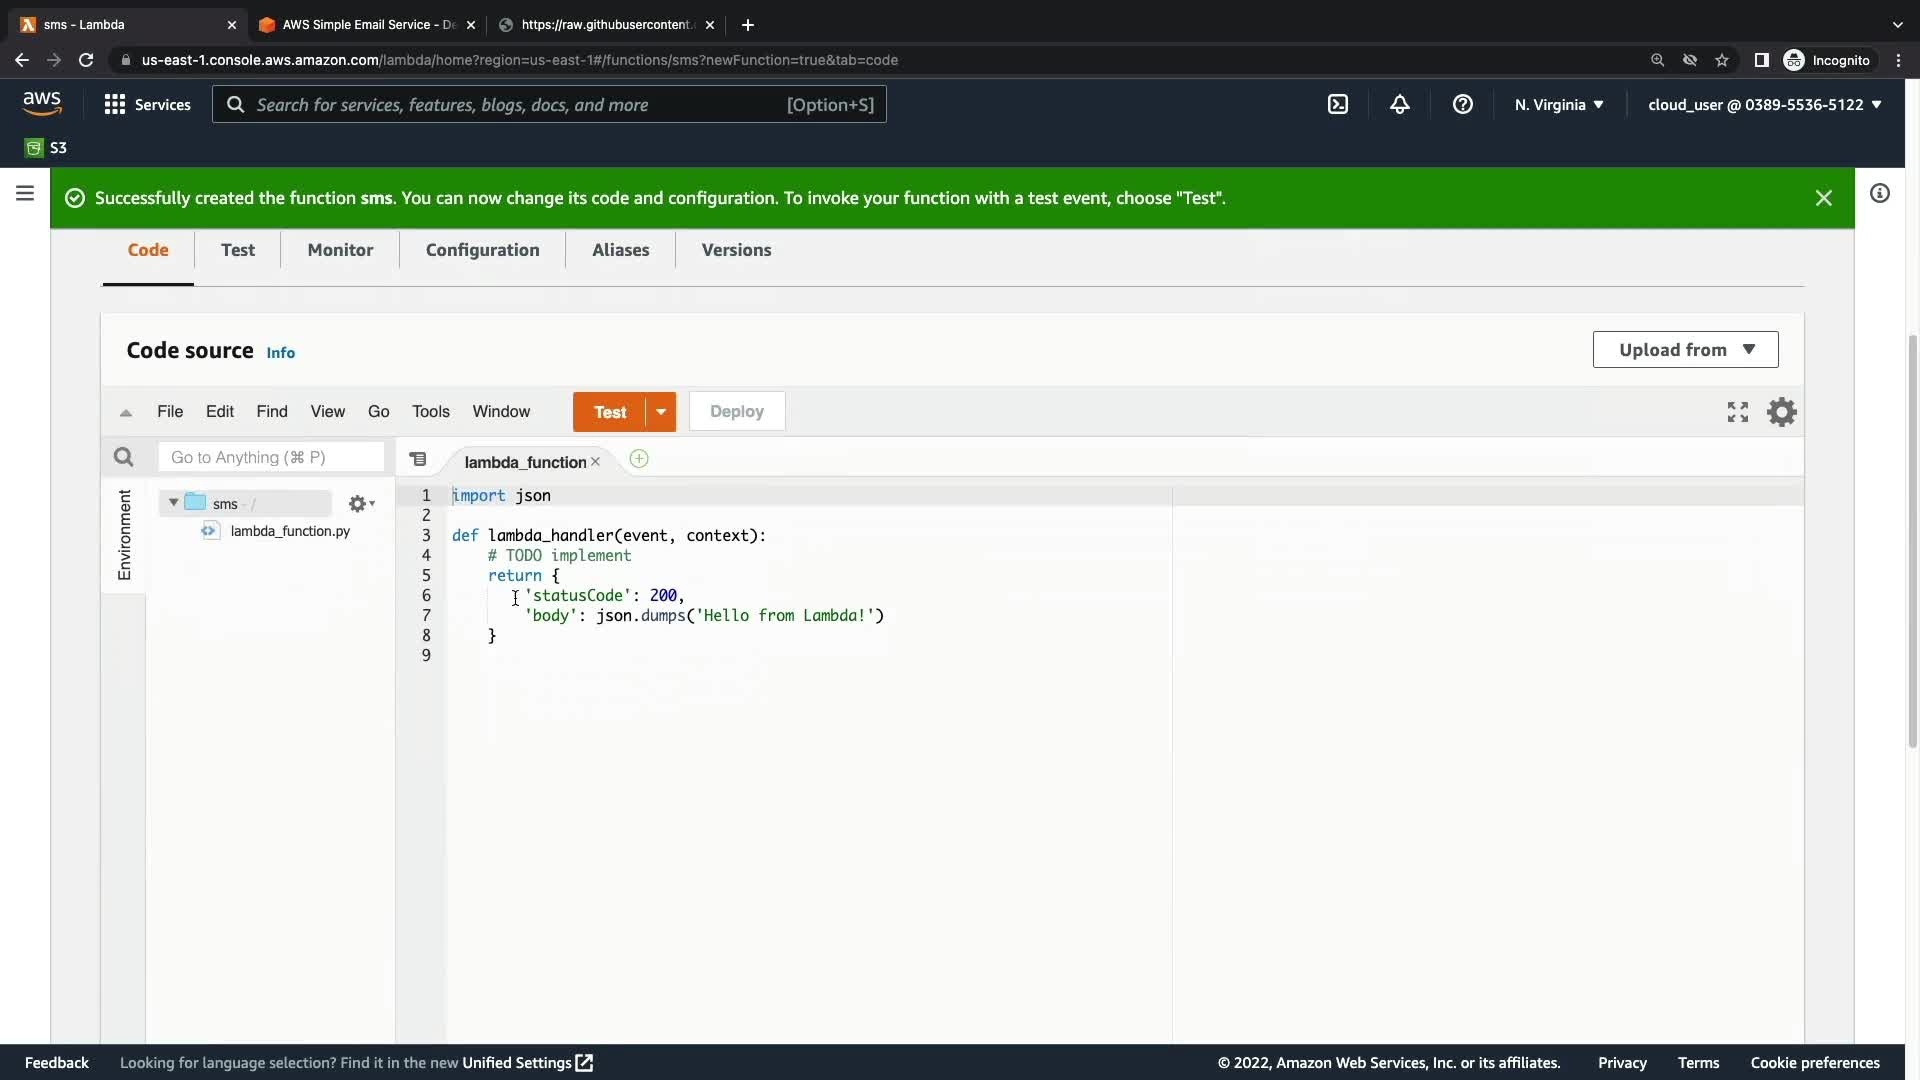 sms - Lambda
AWS Simple Email Service - De
https://raw.githubusercontent.
us-east-1.console.aws.amazon.com/lambda/home?region=us-east-1#/functions/sms?newFunction=true&tab=code
Incognito
aws
Services
Search for services, features, blogs, docs, and more
[Option+S]
N. Virginia
cloud_user @ 0389-5536-5122
S3
Successfully created the function sms. You can now change its code and configuration. To invoke your function with a test event, choose "Test".
Code
Test
Monitor
Configuration
Aliases
Versions
Code source
Info
Upload from
File
Edit
Find
View
Go
Tools
Window
Test
Deploy
Go to Anything (⌘ P)
lambda_function
Environment
sms - /
lambda_function.py
1 import json
2
3 def lambda_handler(event, context):
4     # TODO implement
5     return {
6         'statusCode': 200,
7         'body': json.dumps('Hello from Lambda!')
8     }
9
Feedback
Looking for language selection? Find it in the new Unified Settings
© 2022, Amazon Web Services, Inc. or its affiliates.
Privacy
Terms
Cookie preferences